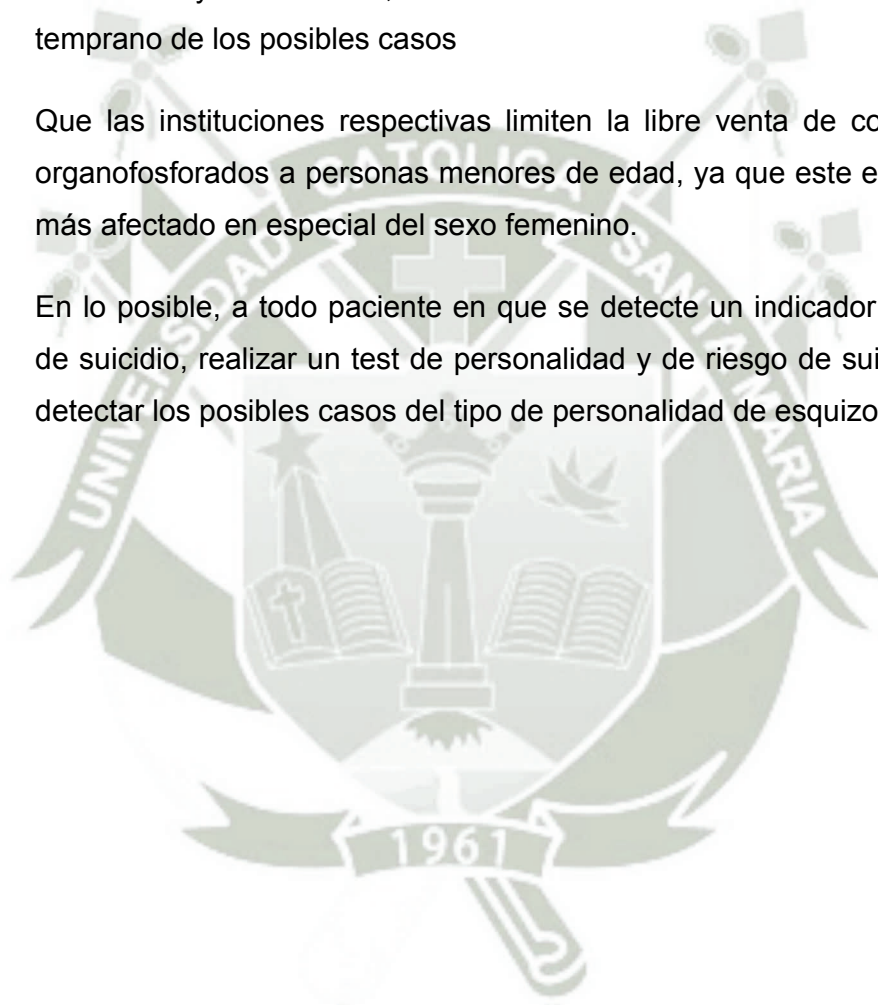 temprano de los posibles casos
Que las instituciones respectivas limiten la libre venta de
organofosforados a personas menores de edad, ya que este
más afectado en especial del sexo femenino.
En lo posible, a todo paciente en que se detecte un indicador
de suicidio, realizar un test de personalidad y de riesgo de
detectar los posibles casos del tipo de personalidad de
UNIVERSIDAD CATOLICA SANTA MARIA
1961